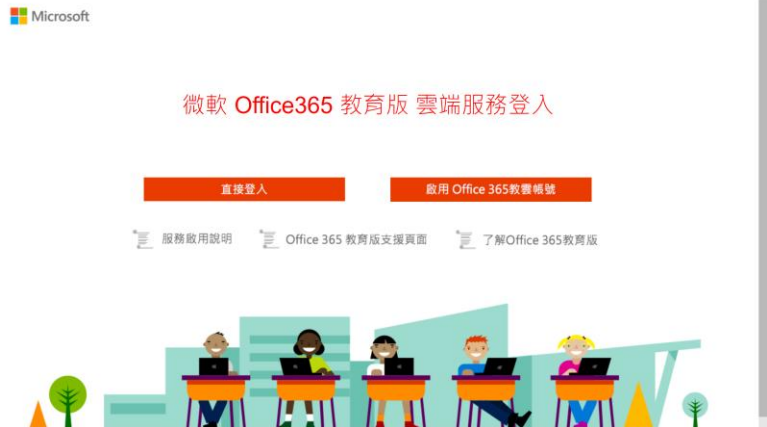 Microsoft
微軟 Office365 教育版 雲端服務登入
直接登入
啟用 Office 365教雲帳號
服務啟用說明
Office 365 教育版支援頁面
了解Office 365教育版